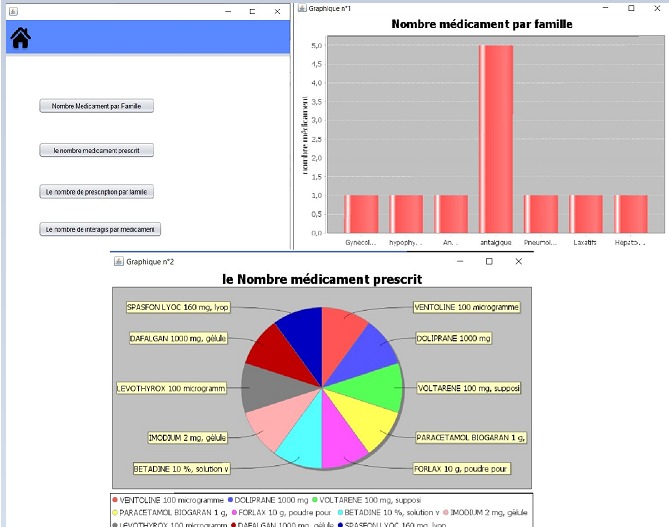 Nombre Medicament par Famille
le nombre medicament prescrit
Le nombre de prescription par famille
Le nombre de interagis par medicament
Graphique n°1
Nombre médicament par famille
nombre médicament
5,0
4,5
4,0
3,5
3,0
2,5
2,0
1,5
1,0
0,5
0,0
Gynecol... hypophy... An... antalgique Pneumol... Laxatifs Hepato...
Graphique n°2
le Nombre médicament prescrit
SPASFON LYOC 160 mg, lyop
VENTOLINE 100 microgramme
DAFALGAN 1000 mg, gélule
DOLIPRANE 1000 mg
LEVOTHYROX 100 microgramm
VOLTARENE 100 mg, supposi
IMODIUM 2 mg, gélule
PARACETAMOL BIOGARAN 1 g,
BETADINE 10 %, solution v
FORLAX 10 g, poudre pour
VENTOLINE 100 microgramme DOLIPRANE 1000 mg VOLTARENE 100 mg, supposi
PARACETAMOL BIOGARAN 1 g, FORLAX 10 g, poudre pour BETADINE 10 %, solution v IMODIUM 2 mg, gélule
LEVOTHYROX 100 microgramm DAFALGAN 1000 mg, gélule SPASFON LYOC 160 mg, lyop